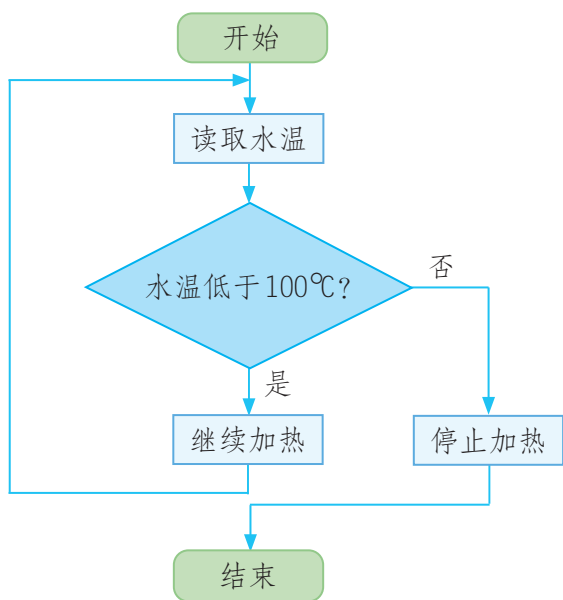 开始
读取水温
水温低于100℃?
否
是
继续加热
停止加热
结束